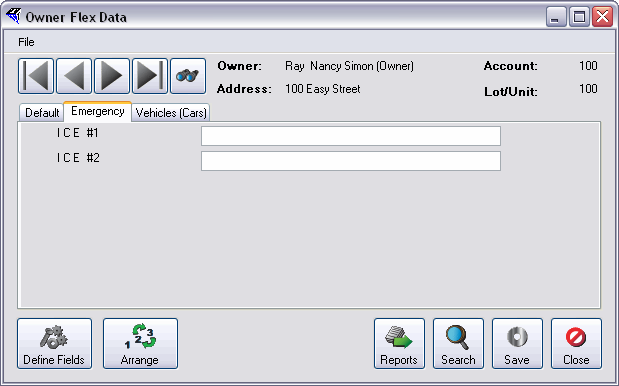 Owner Flex Data
File
Owner: Ray Nancy Simon (Owner) Account: 100
Address: 100 Easy Street Lot/Unit: 100
Default Emergency Vehicles (Cars)
I C E #1
I C E #2
Define Fields Arrange Reports Search Save Close